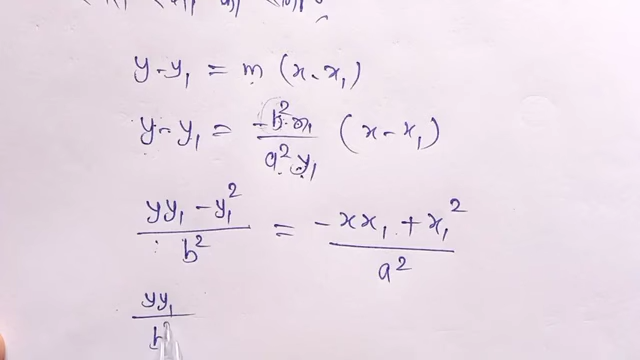 y - y₁ = m (x - x₁)
y - y₁ = -b²x₁ / a²y₁ (x - x₁)
yy₁ - y₁² / b² = -xx₁ + x₁² / a²
yy₁ / b²